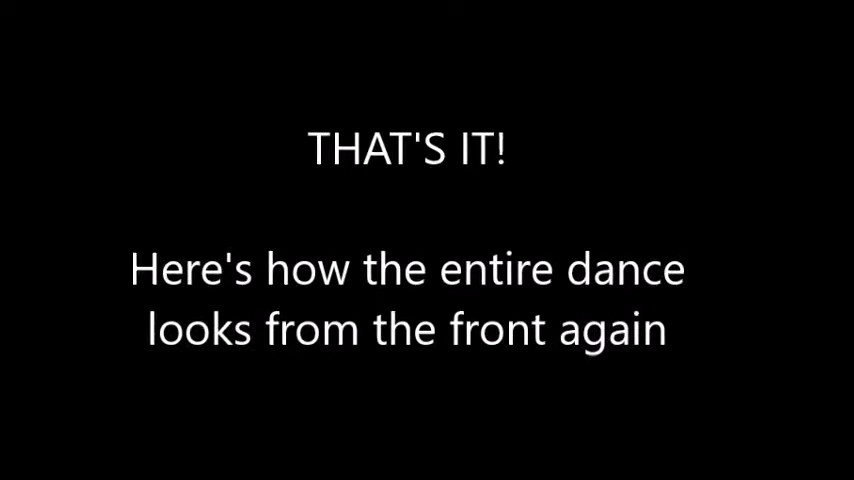 THAT'S IT!
Here's how the entire dance
looks from the front again